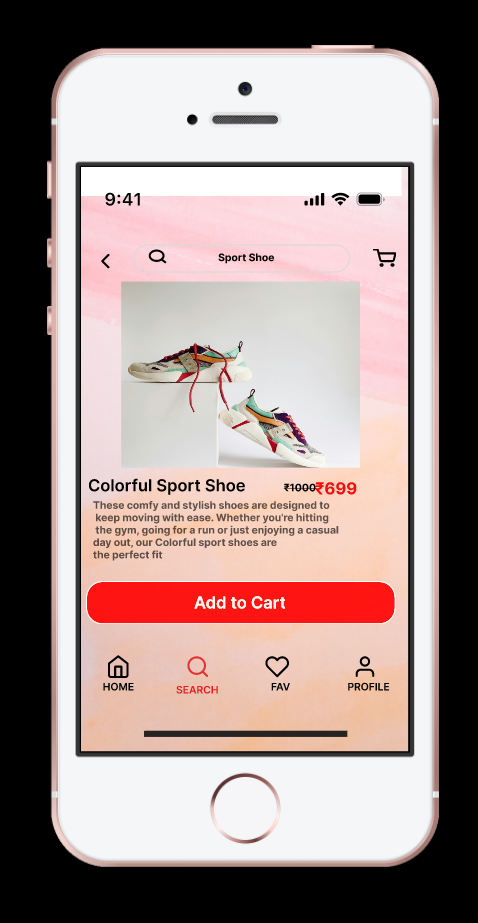 9:41
Sport Shoe
Colorful Sport Shoe ₹1000 ₹699
These comfy and stylish shoes are designed to
keep moving with ease. Whether you're hitting
the gym, going for a run or just enjoying a casual
day out, our Colorful sport shoes are
the perfect fit
Add to Cart
HOME SEARCH FAV PROFILE